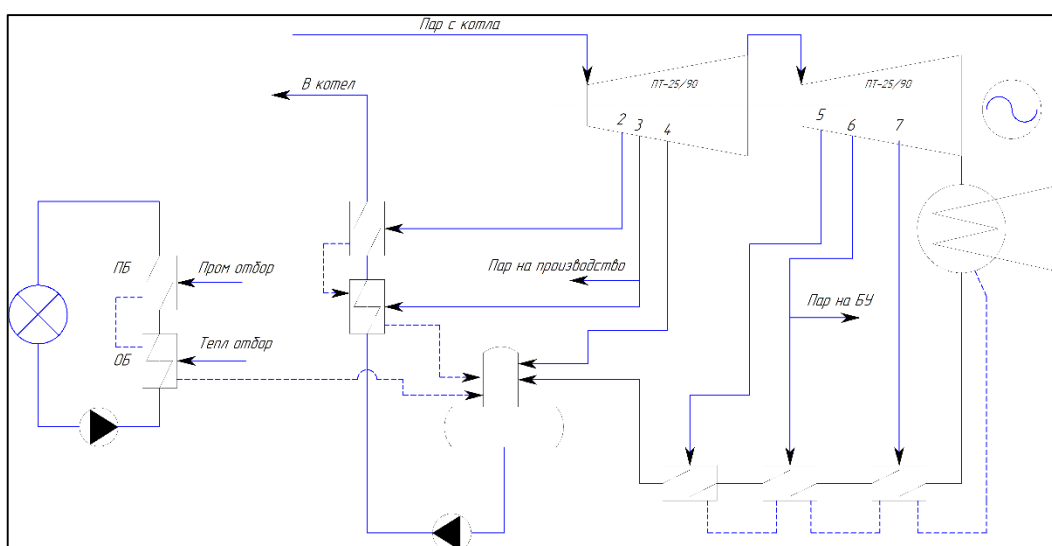 Пар с котла
ПТ-25/90
ПТ-25/90
В котел
2
3
4
5
6
7
ПБ
Пром отбор
Пар на производство
Пар на БУ
ОБ
Тепл отбор